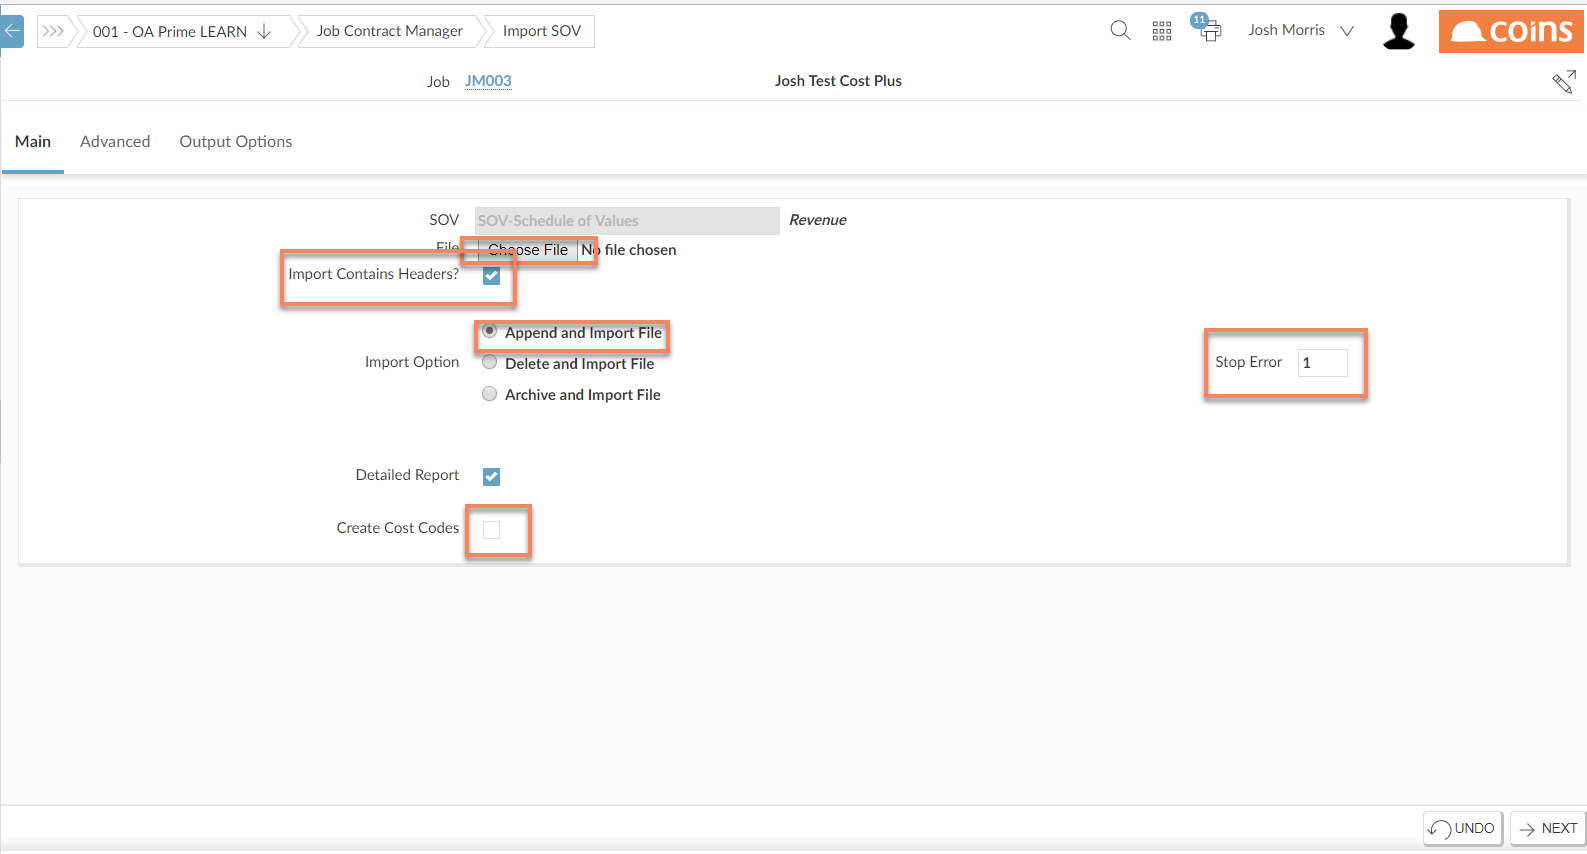 001 - OA Prime LEARN
Job Contract Manager
Import SOV
11
Josh Morris
coins
Job JM003 Josh Test Cost Plus
Main Advanced Output Options
SOV SOV-Schedule of Values Revenue
File Choose File No file chosen
Import Contains Headers?
Append and Import File
Import Option Delete and Import File Stop Error 1
Archive and Import File
Detailed Report
Create Cost Codes
UNDO NEXT